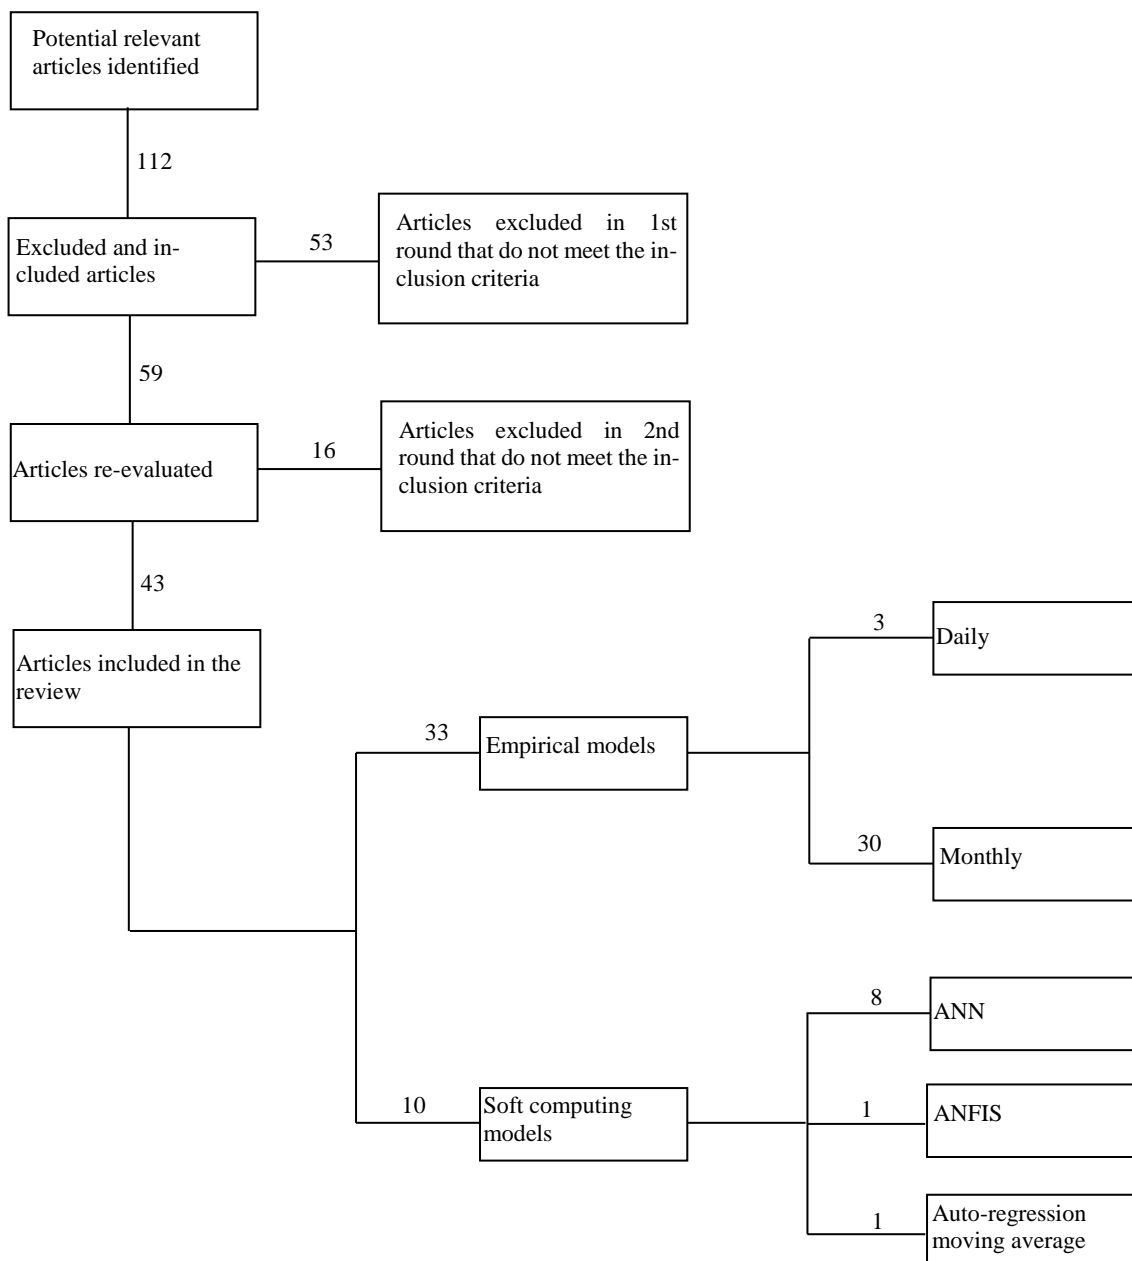 Potential relevant
articles identified
112
Excluded and in-
cluded articles
53
Articles excluded in 1st
round that do not meet the in-
clusion criteria
59
Articles re-evaluated
16
Articles excluded in 2nd
round that do not meet the in-
clusion criteria
43
Articles included in the
review
33
Empirical models
3
Daily
30
Monthly
10
Soft computing
models
8
ANN
1
ANFIS
1
Auto-regression
moving average